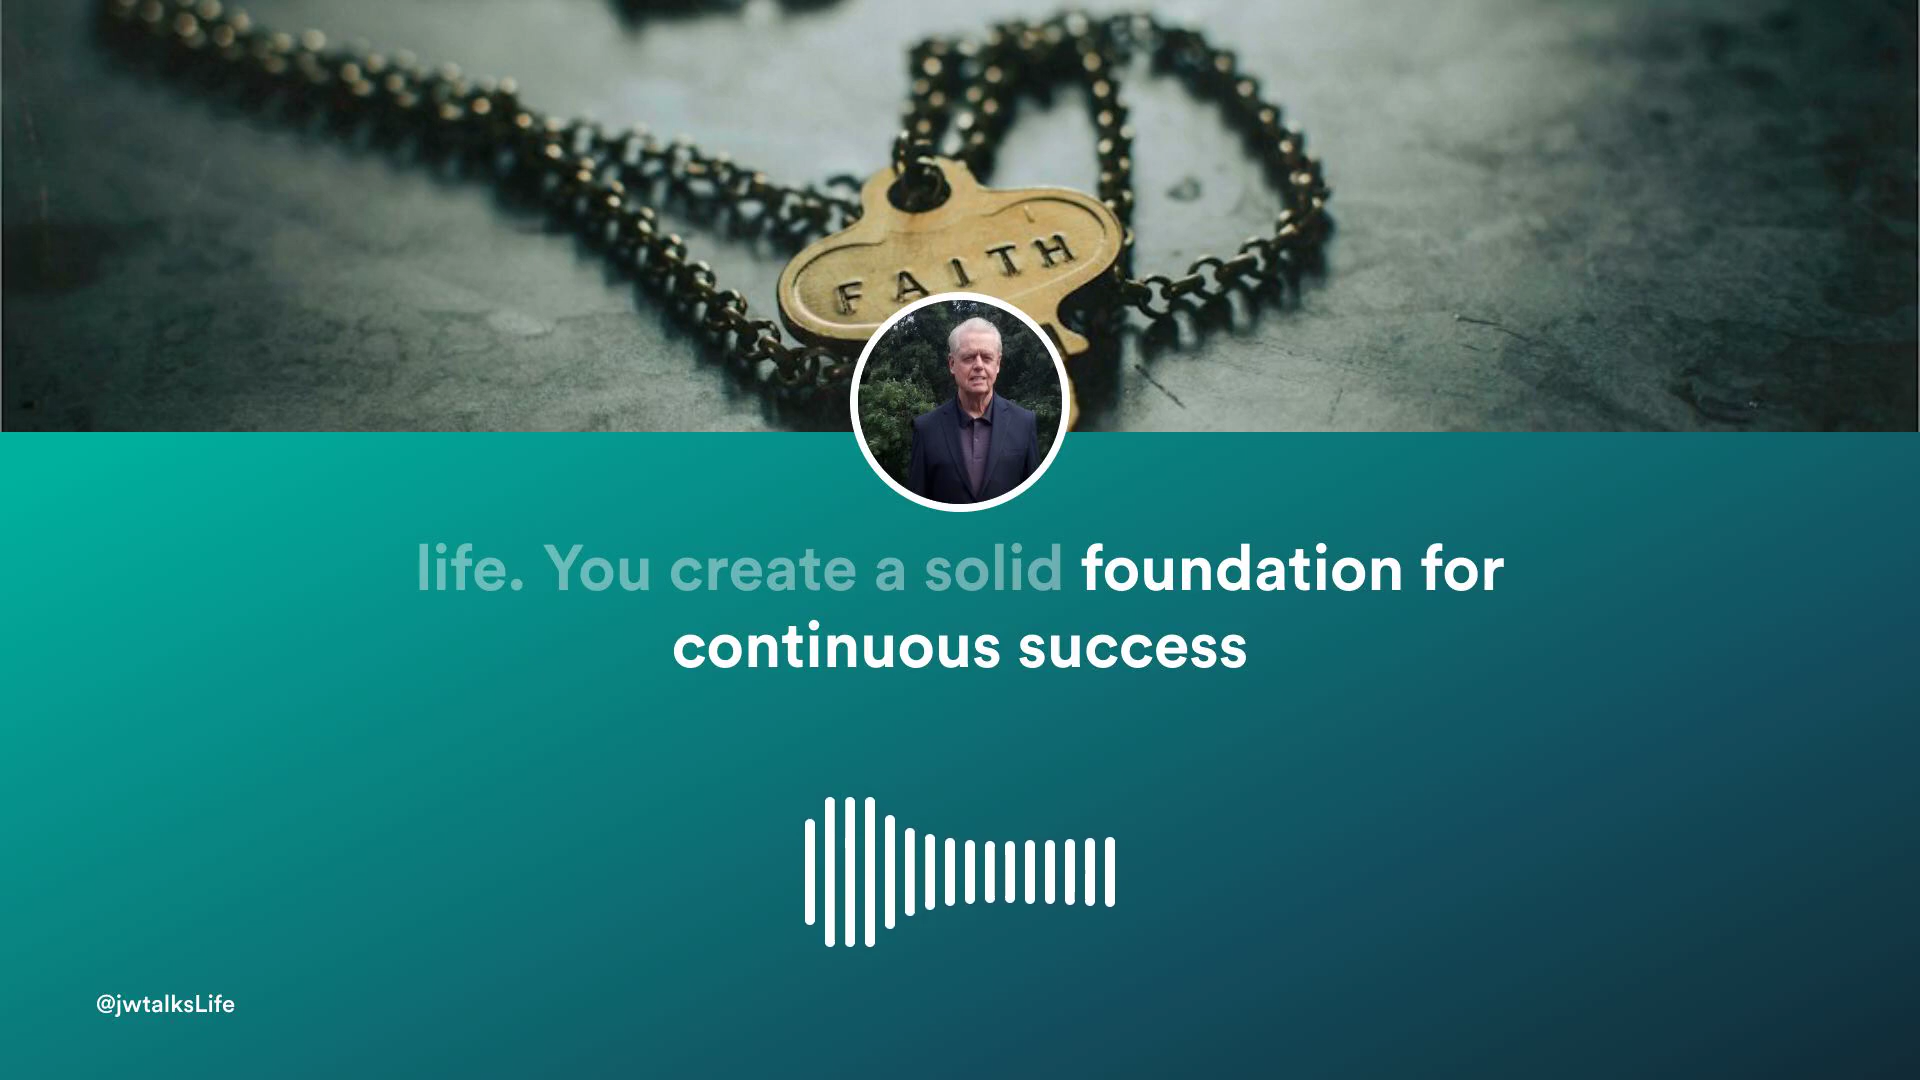 FAITH
life. You create a solid foundation for
continuous success
@jwtalksLife